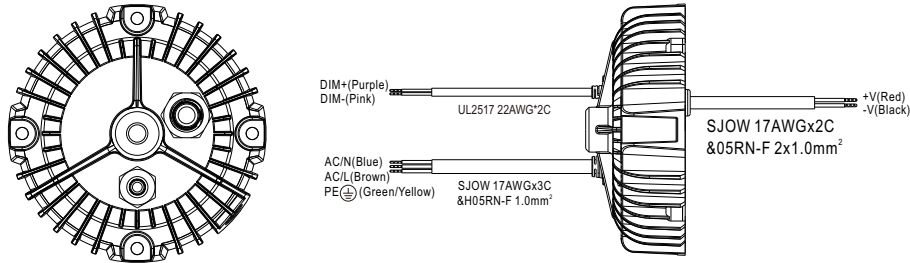 DIM+(Purple)
DIM-(Pink)
UL2517 22AWG*2C
AC/N(Blue)
AC/L(Brown)
PE⏚(Green/Yellow)
SJOW 17AWGx3C
&H05RN-F 1.0mm²
+V(Red)
-V(Black)
SJOW 17AWGx2C
&05RN-F 2x1.0mm²